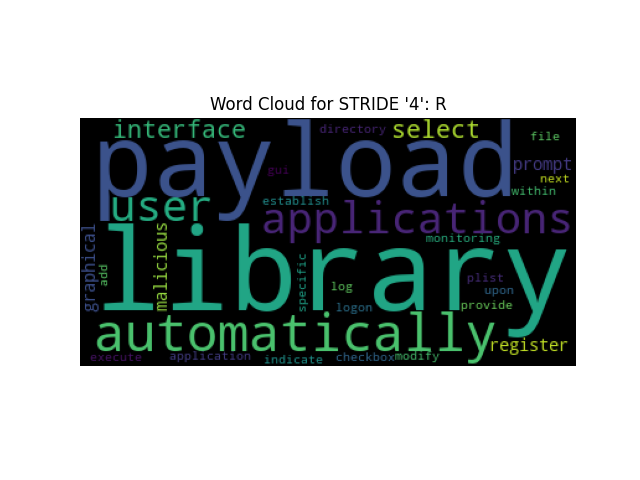 Word Cloud for STRIDE '4': R
interface
directory
select
file
payload
gui
prompt
next
within
user
establish
applications
graphical
malicious
monitoring
library
add
specific
log
plist
upon
logon
provide
automatically
register
execute
application
indicate
checkbox
modify